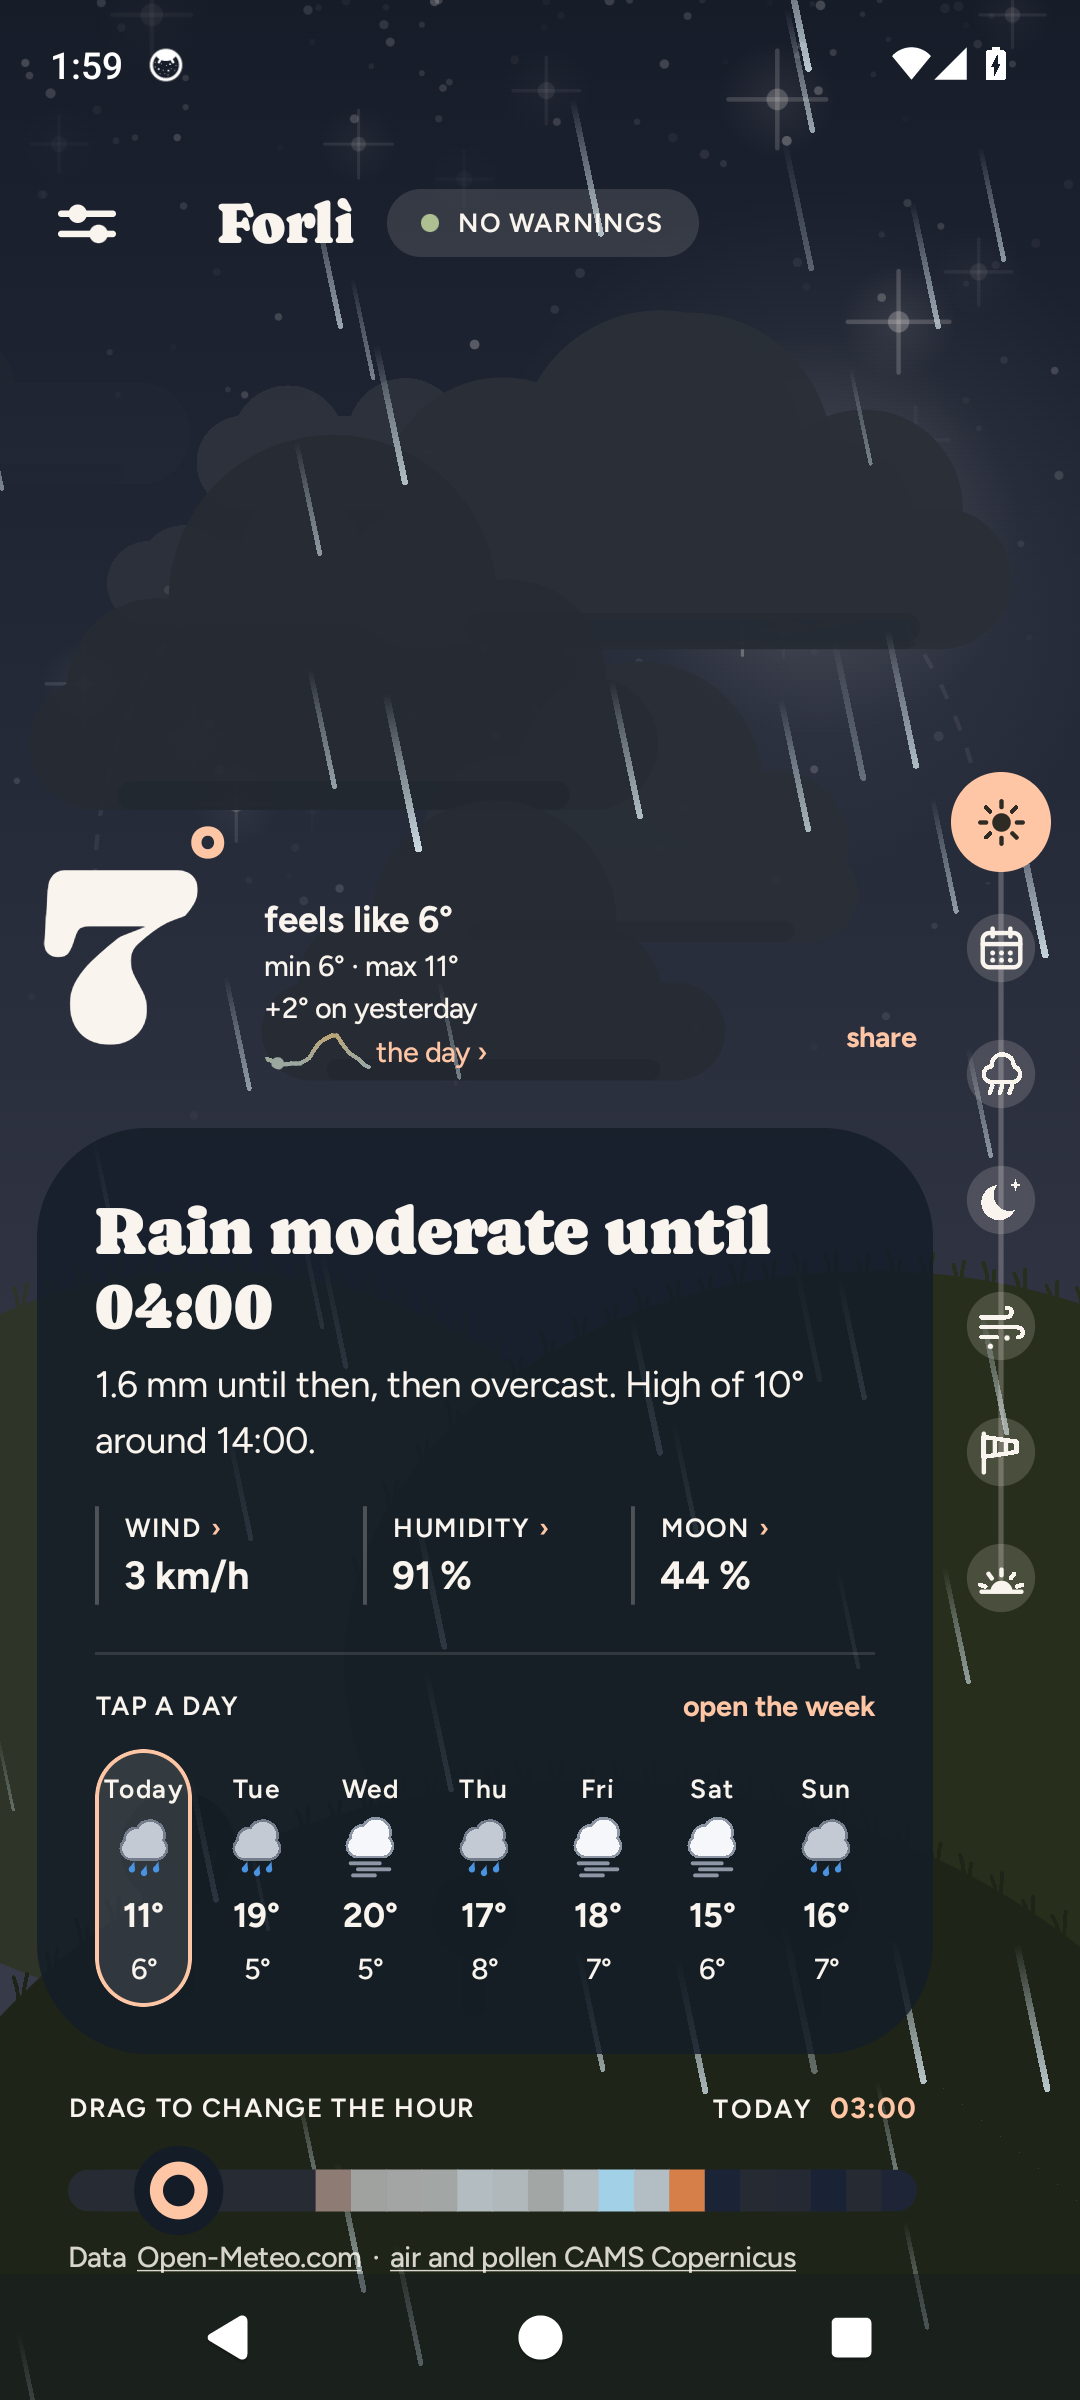 1:59
Forlì
NO WARNINGS
7°
feels like 6°
min 6° · max 11°
+2° on yesterday
the day ›
share
Rain moderate until
04:00
1.6 mm until then, then overcast. High of 10°
around 14:00.
WIND › HUMIDITY › MOON ›
3 km/h 91 % 44 %
TAP A DAY open the week
Today Tue Wed Thu Fri Sat Sun
11° 19° 20° 17° 18° 15° 16°
6° 5° 5° 8° 7° 6° 7°
DRAG TO CHANGE THE HOUR TODAY 03:00
Data Open-Meteo.com · air and pollen CAMS Copernicus